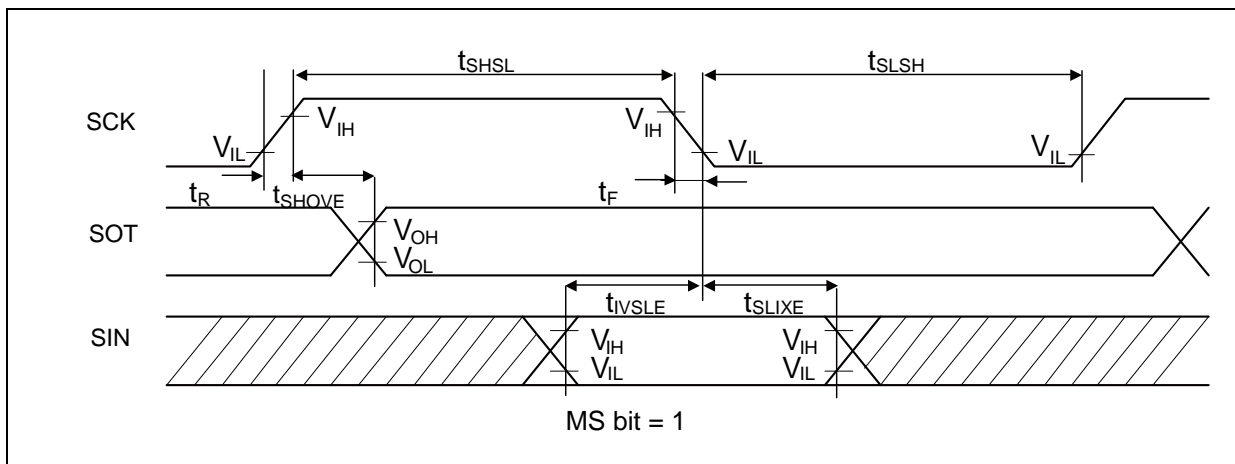 tSHSL
tSLSH
SCK
VIH
VIH
VIL
VIL
VIL
tR
tSHOVE
tF
SOT
VOH
VOL
tIVSLE
tSLIXE
SIN
VIH
VIH
VIL
VIL
MS bit = 1